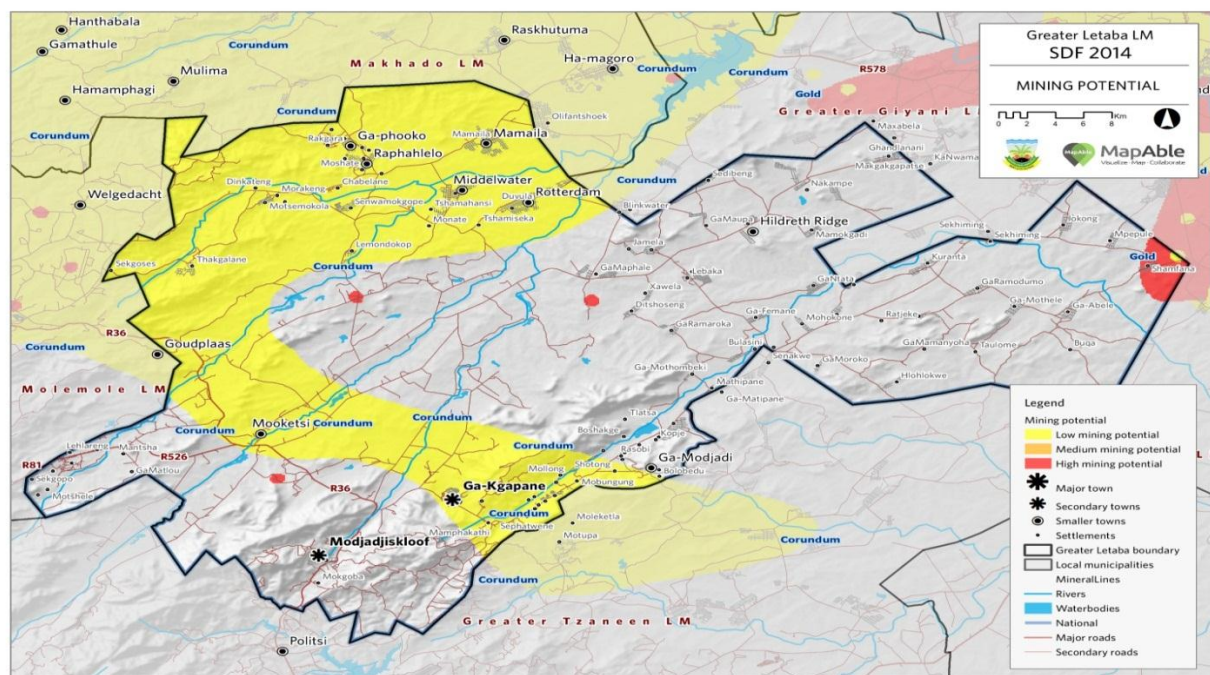 Greater Letaba LM
SDF 2014
MINING POTENTIAL
0 2 4 6 8 Km
MapAble
MapAble
Visualize · Map · Collaborate
Hanthabala
Gamathule
Corundum
Raskhutuma
Mulima
Makhado LM
Ha-magoro
Corundum
Corundum
R578
Hamamphagi
Corundum
Gold
Corundum
Corundum
Greater Giyani L
Olifantshoek
Maxabela
Rakgara
Ga-phooko
Mamaila
Mamaila
Ghandlanani
Moshate
Raphahlelo
KaNwama
Makgakgapatse
Chabelane
Middelwater
Corundum
Sedibeng
Nakampe
Welgedacht
Dinkateng
Morakeng
Duvula
Rotterdam
Motsemokola
Senwamokgope
Tshamahansi
Blinkwater
Monate
Tshamiseka
GaMaupa
Hildreth Ridge
Mamokgadi
Jokong
Sekhiming
Sekhiming
Mpepule
Lemondokop
Jamela
Gold
Sekgoses
Thakgalane
Corundum
GaMaphale
Lebaka
Kuranta
Shamfana
Xawela
GaNtata
GaRamodumo
Ditshoseng
Ga-Mothele
Ga-Abele
Ga-Femane
Mohokone
Ratjeke
R36
GaRamaroka
Corundum
Goudplaas
Bulasini
GaMamanyoha
Taulome
Buqa
Senakwe
GaMoroko
Molemole LM
Ga-Mothombeki
Mathipane
Hlohlokwe
Ga-Matipane
Corundum
Tlatsa
Corundum
Mooketsi
Boshakge
Kopje
Lehlareng
Mantsha
Corundum
Rasobi
R81
R526
Sekgopo
GaMatlou
Mollong
Shotong
Ga-Modjadji
Bolobedu
Motshele
R36
Ga-Kgapane
Mobungung
Corundum
Sephatwene
Moleketla
Mamphakathi
Modjadjiskloof
Motupa
Corundum
Mokgoba
Corundum
Greater Tzaneen LM
Politsi
Legend
Mining potential
Low mining potential
Medium mining potential
High mining potential
Major town
Secondary towns
Smaller towns
Settlements
Greater Letaba boundary
Local municipalities
MineralLines
Rivers
Waterbodies
National
Major roads
Secondary roads